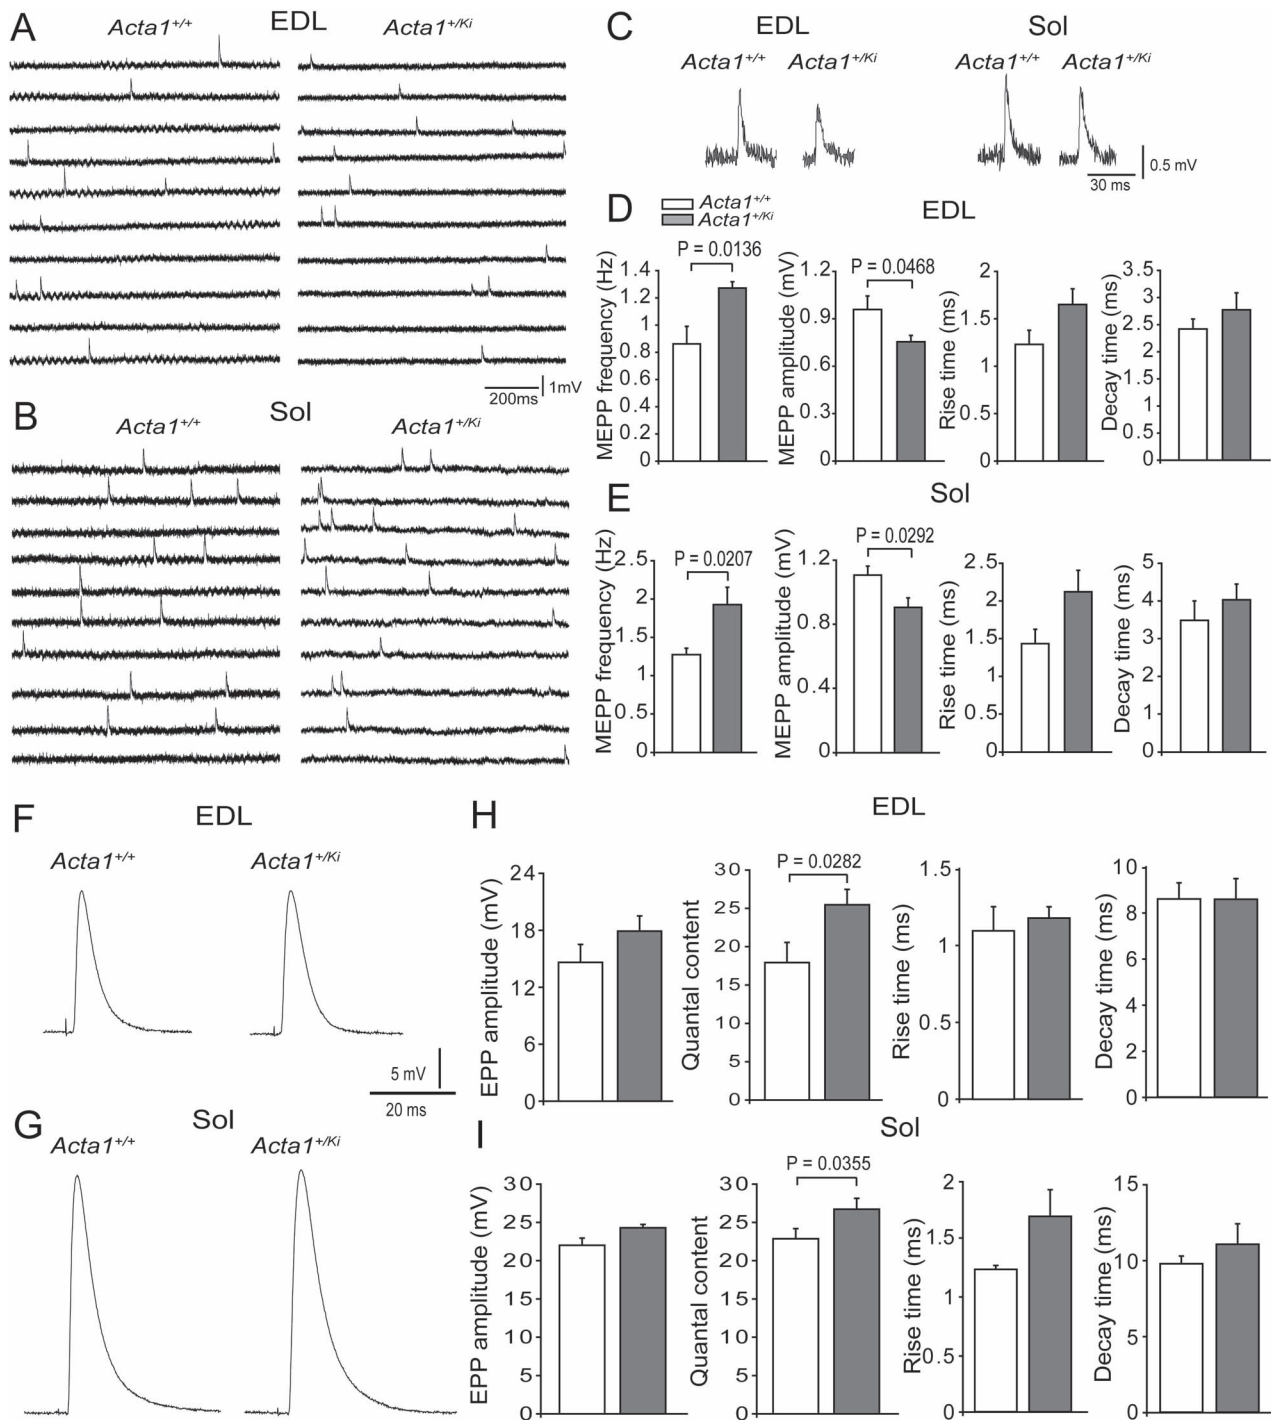 A
EDL
Acta1+/+
Acta1+/Ki
200ms
1mV
B
Sol
Acta1+/+
Acta1+/Ki
C
EDL
Sol
Acta1+/+
Acta1+/Ki
Acta1+/+
Acta1+/Ki
0.5 mV
30 ms
D
Acta1+/+
Acta1+/Ki
EDL
P = 0.0136
MEPP frequency (Hz)
1.4
1.2
1
0.8
0.6
0.4
0.2
0
P = 0.0468
MEPP amplitude (mV)
1.2
0.9
0.6
0.3
0
Rise time (ms)
2
1.5
1
0.5
0
Decay time (ms)
3.5
3
2.5
2
1.5
1
0.5
0
E
Sol
P = 0.0207
MEPP frequency (Hz)
2.5
2
1.5
1
0.5
0
P = 0.0292
MEPP amplitude (mV)
1.2
0.8
0.4
0
Rise time (ms)
2.5
2
1.5
1
0.5
0
Decay time (ms)
5
4
3
2
1
0
F
EDL
Acta1+/+
Acta1+/Ki
5 mV
20 ms
G
Sol
Acta1+/+
Acta1+/Ki
H
EDL
EPP amplitude (mV)
24
18
12
6
0
P = 0.0282
Quantal content
30
25
20
15
10
5
0
Rise time (ms)
1.5
1
0.5
0
Decay time (ms)
10
8
6
4
2
0
I
Sol
EPP amplitude (mV)
30
25
20
25
10
5
0
P = 0.0355
Quantal content
30
25
20
25
10
5
0
Rise time (ms)
2
1.5
1
0.5
0
Decay time (ms)
15
10
5
0